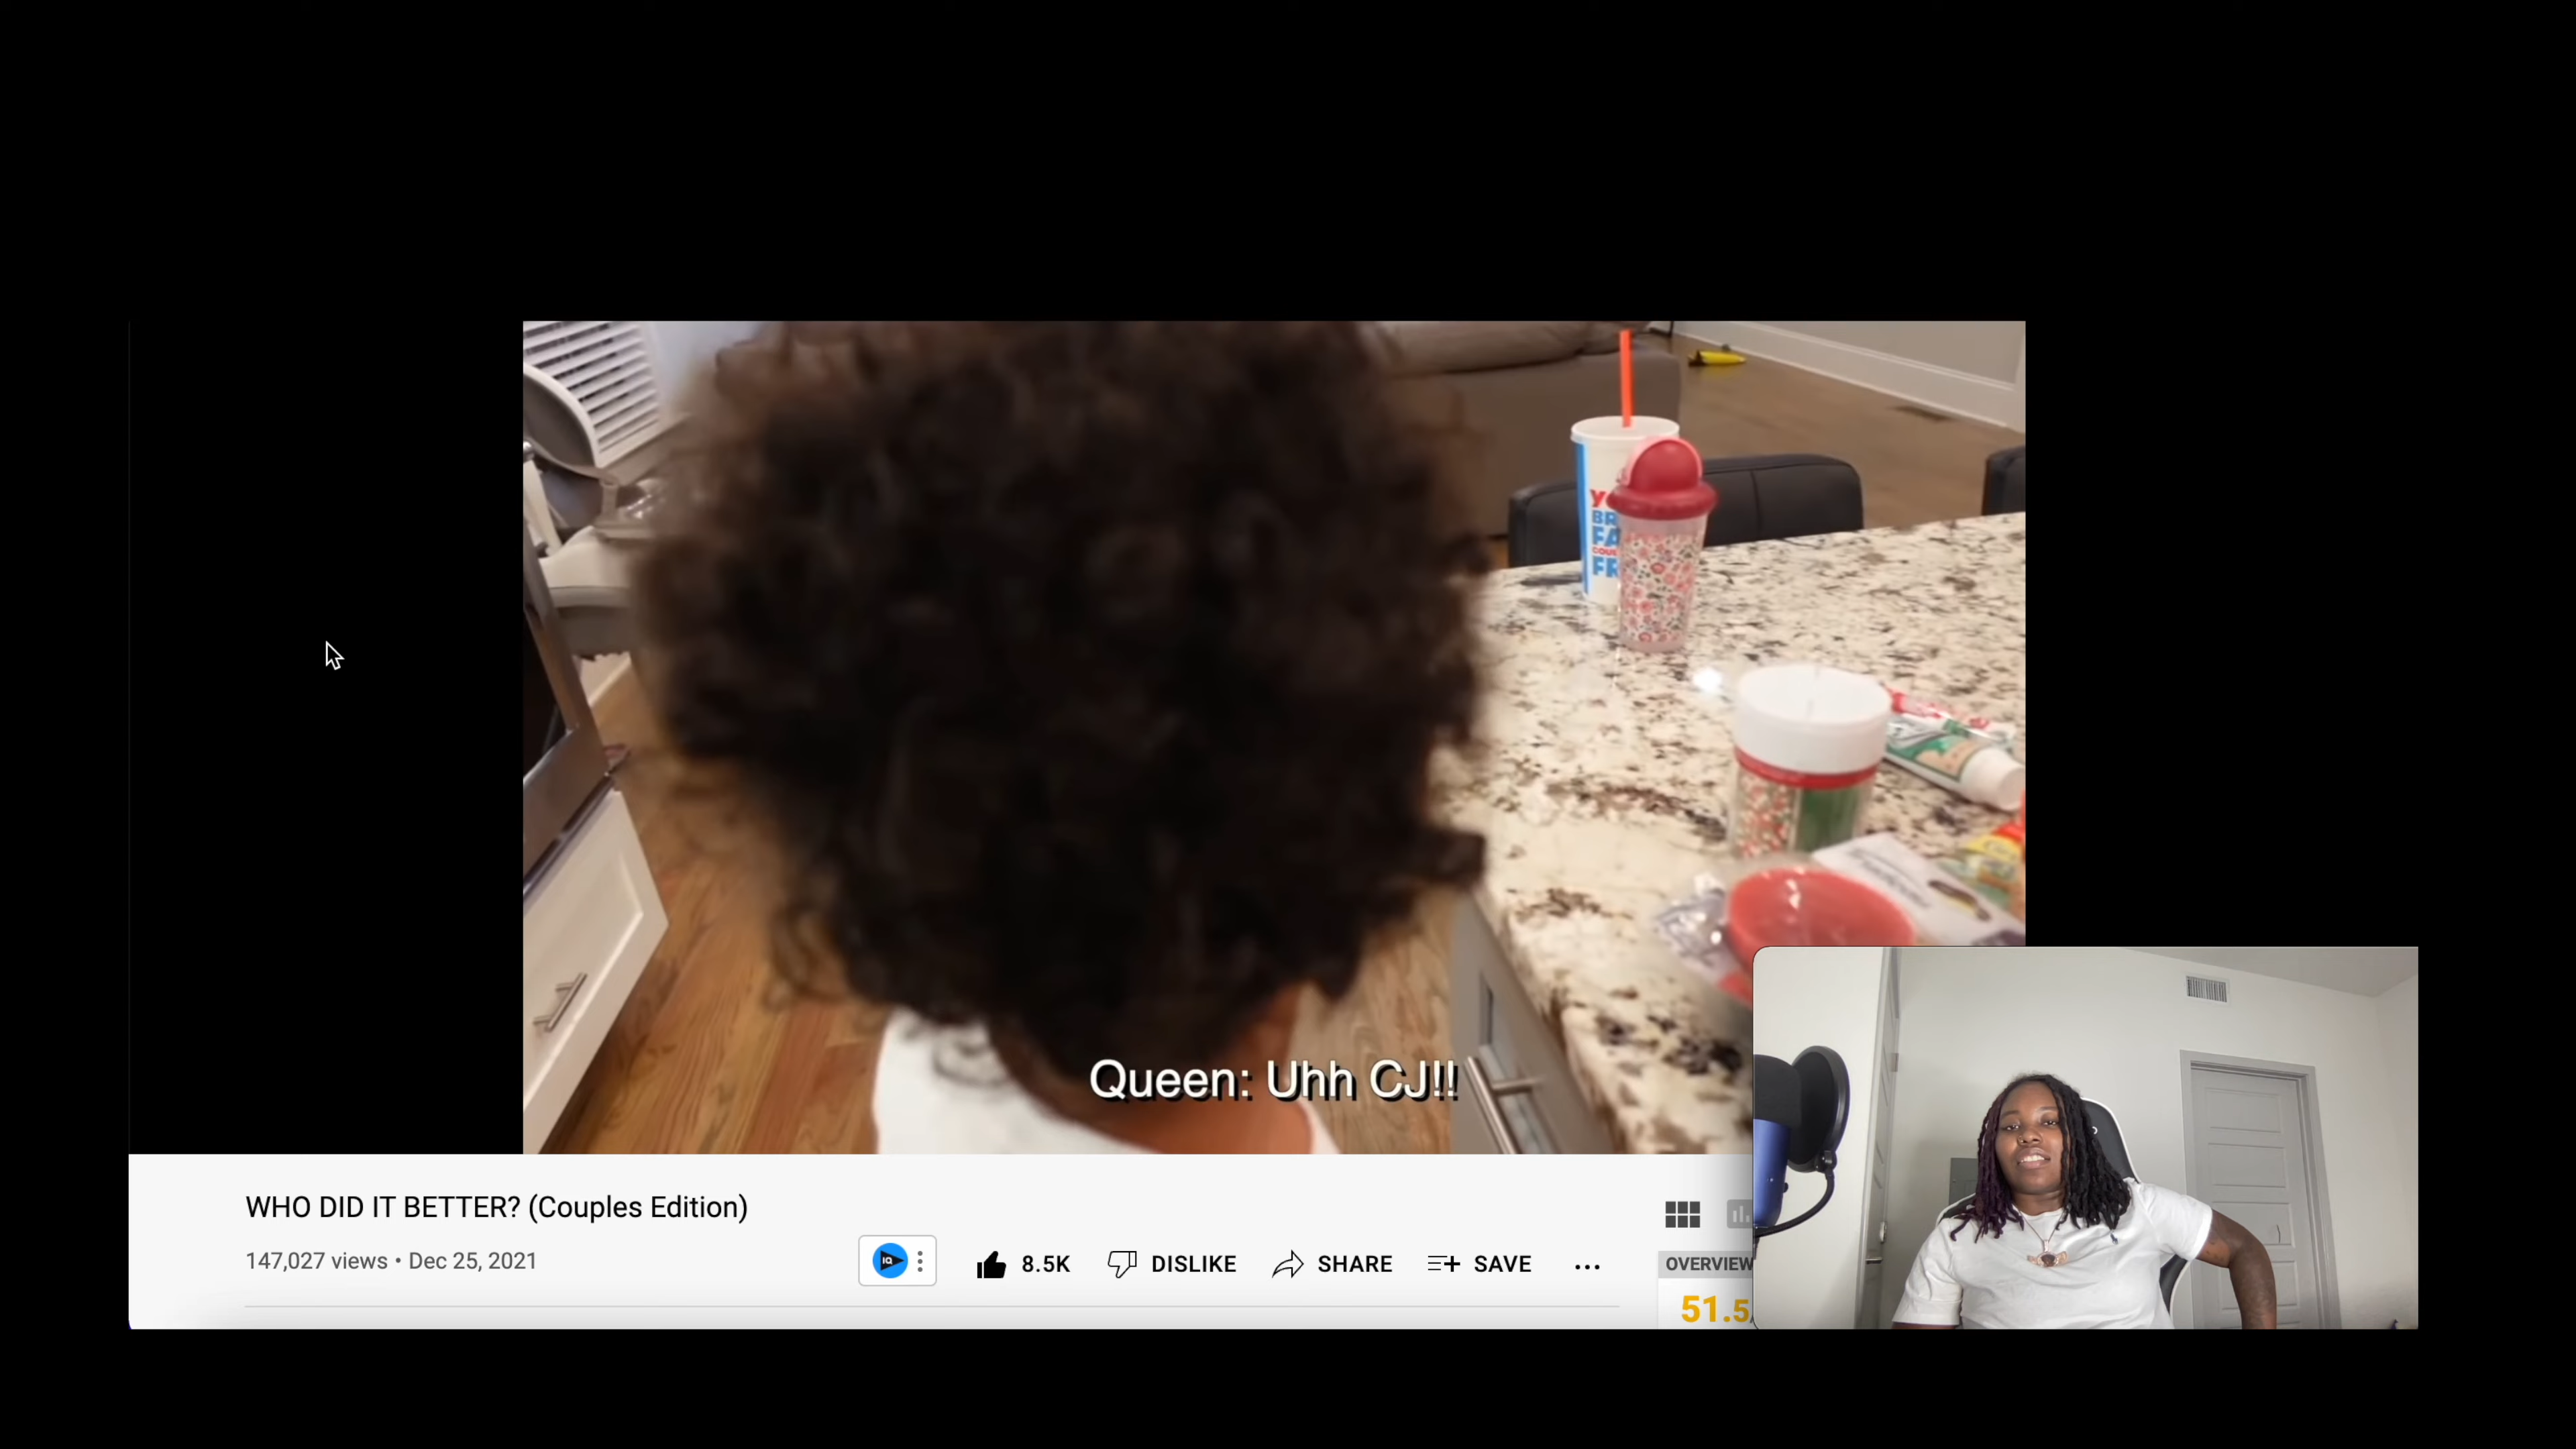 Queen: Uhh CJ!!
WHO DID IT BETTER? (Couples Edition)
147,027 views • Dec 25, 2021
IQ
8.5K
DISLIKE
SHARE
SAVE
OVERVIEW
51.5